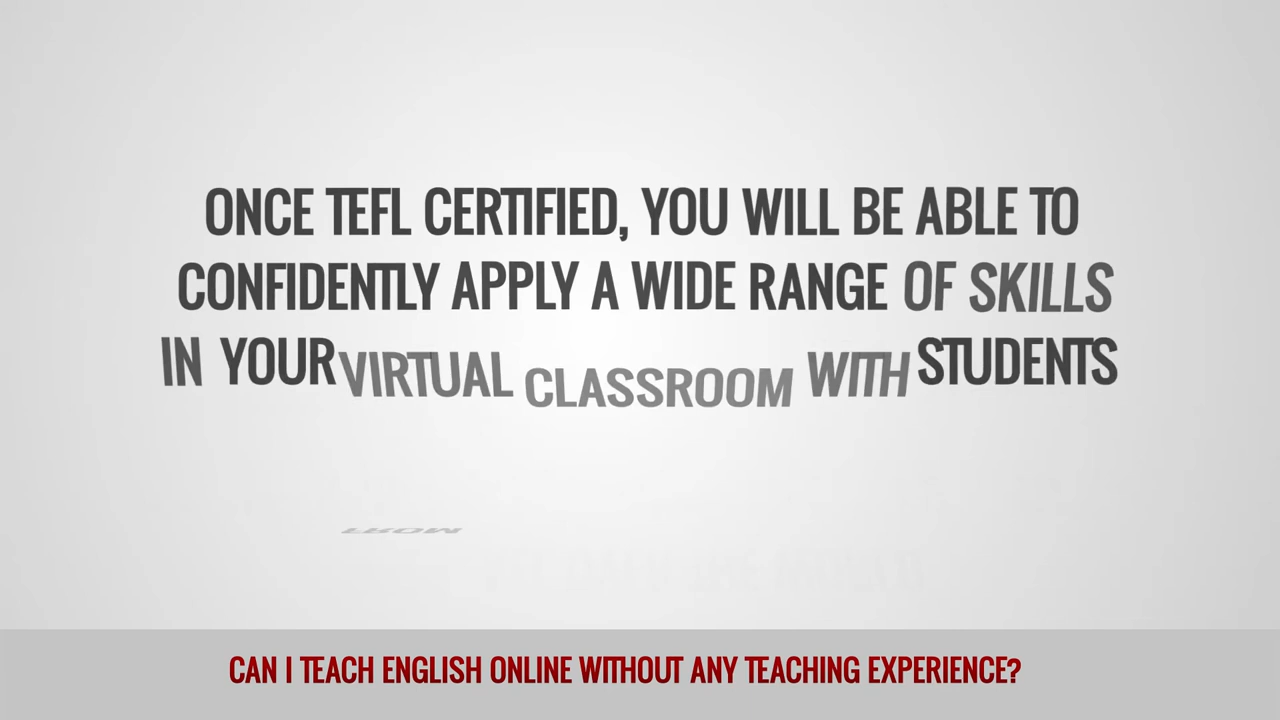 ONCE TEFL CERTIFIED, YOU WILL BE ABLE TO
CONFIDENTLY APPLY A WIDE RANGE OF SKILLS
IN YOUR VIRTUAL CLASSROOM WITH STUDENTS
FROM
CAN I TEACH ENGLISH ONLINE WITHOUT ANY TEACHING EXPERIENCE?